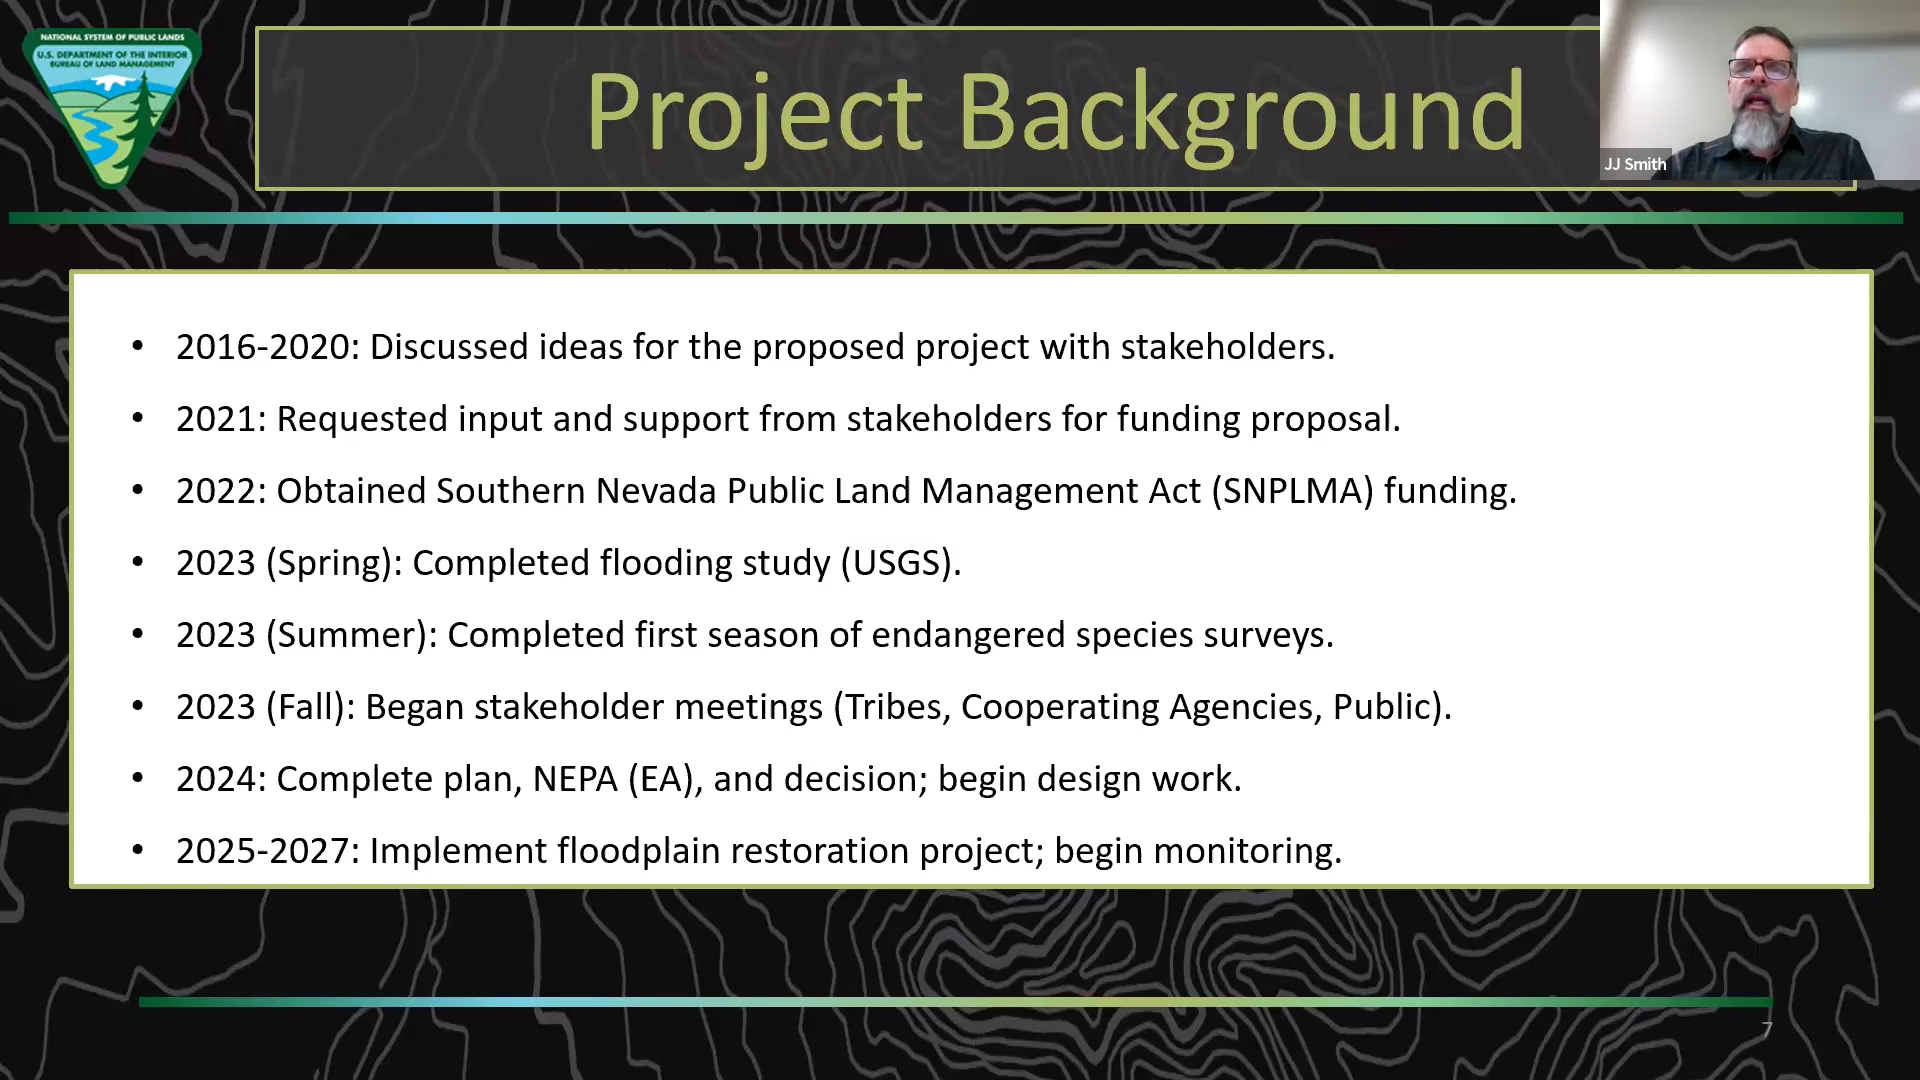 NATIONAL SYSTEM OF PUBLIC LANDS
U.S. DEPARTMENT OF THE INTERIOR
BUREAU OF LAND MANAGEMENT
Project Background
JJ Smith
• 2016-2020: Discussed ideas for the proposed project with stakeholders.
• 2021: Requested input and support from stakeholders for funding proposal.
• 2022: Obtained Southern Nevada Public Land Management Act (SNPLMA) funding.
• 2023 (Spring): Completed flooding study (USGS).
• 2023 (Summer): Completed first season of endangered species surveys.
• 2023 (Fall): Began stakeholder meetings (Tribes, Cooperating Agencies, Public).
• 2024: Complete plan, NEPA (EA), and decision; begin design work.
• 2025-2027: Implement floodplain restoration project; begin monitoring.
7